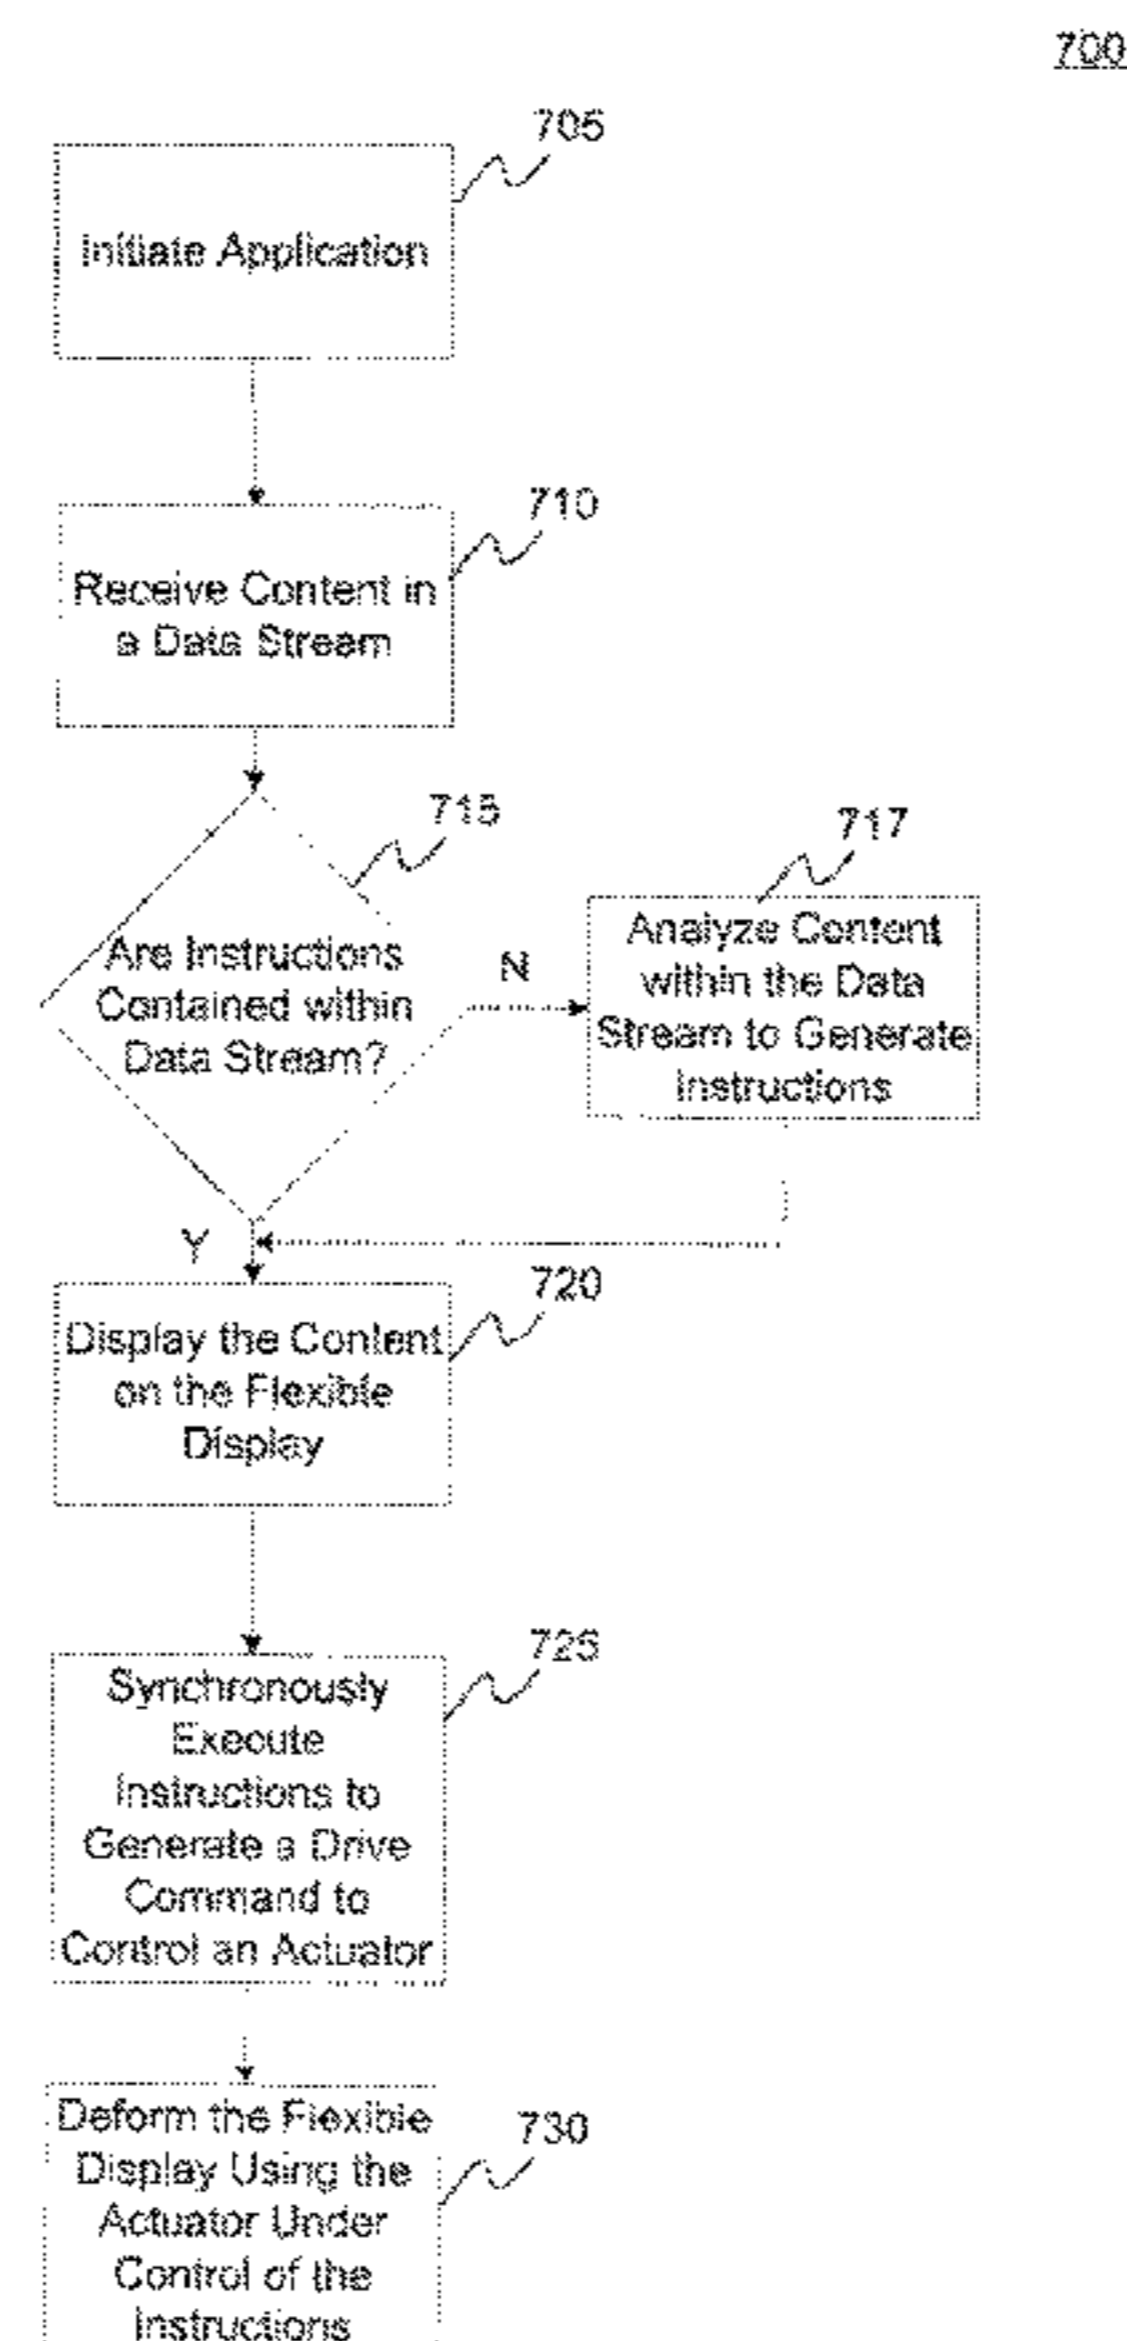 700
705
Initiate Application
710
Receive Content in
a Data Stream
715
Are Instructions
Contained within
Data Stream?
N
717
Analyze Content
within the Data
Stream to Generate
Instructions
Y
720
Display the Content
on the Flexible
Display
725
Synchronously
Execute
Instructions to
Generate a Drive
Command to
Control an Actuator
730
Deform the Flexible
Display Using the
Actuator Under
Control of the
Instructions